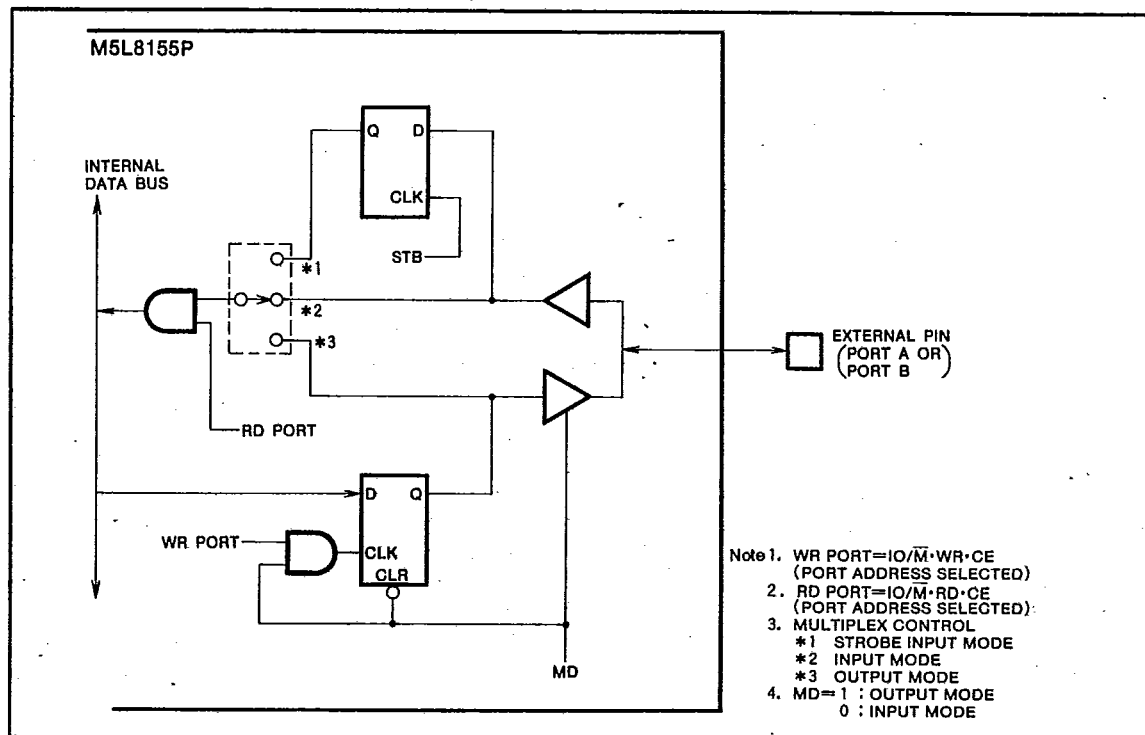 M5L8155P
INTERNAL
DATA BUS
Q D
CLK
STB
*1
*2
*3
RD PORT
EXTERNAL PIN
(PORT A OR)
PORT B
D Q
WR PORT
CLK
CLR
MD
Note 1. WR PORT=IO/M̅·WR·CE
(PORT ADDRESS SELECTED)
2. RD PORT=IO/M̅·RD·CE
(PORT ADDRESS SELECTED)
3. MULTIPLEX CONTROL
*1 STROBE INPUT MODE
*2 INPUT MODE
*3 OUTPUT MODE
4. MD=1 : OUTPUT MODE
0 : INPUT MODE